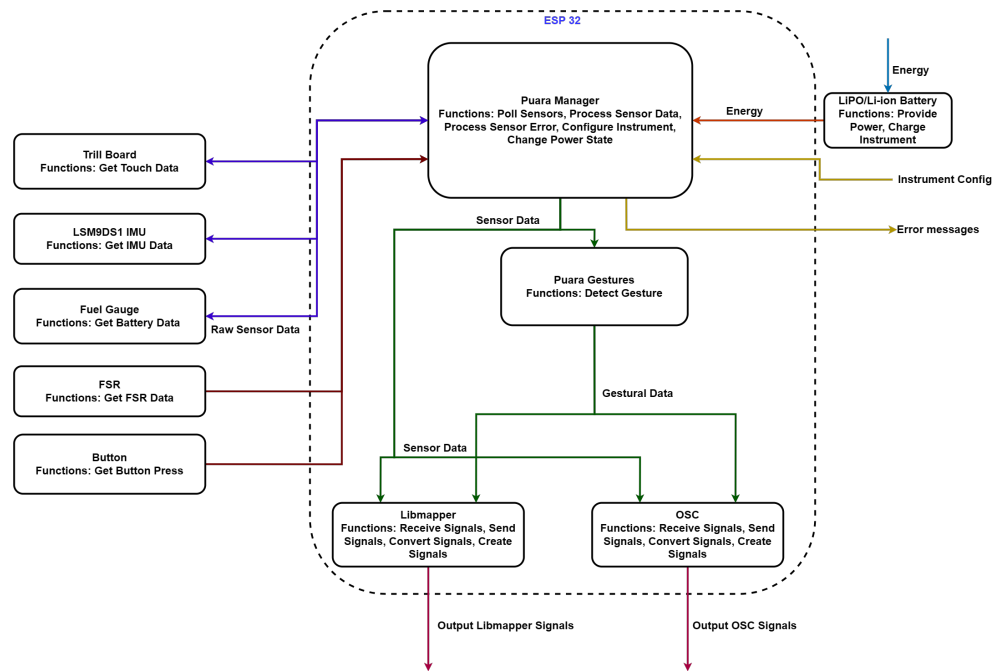 ESP 32
Puara Manager
Functions: Poll Sensors, Process Sensor Data,
Process Sensor Error, Configure Instrument,
Change Power State
Energy
Energy
LiPO/Li-ion Battery
Functions: Provide
Power, Charge
Instrument
Instrument Config
Error messages
Trill Board
Functions: Get Touch Data
LSM9DS1 IMU
Functions: Get IMU Data
Fuel Gauge
Functions: Get Battery Data
Raw Sensor Data
FSR
Functions: Get FSR Data
Button
Functions: Get Button Press
Sensor Data
Puara Gestures
Functions: Detect Gesture
Gestural Data
Sensor Data
Libmapper
Functions: Receive Signals, Send
Signals, Convert Signals, Create
Signals
OSC
Functions: Receive Signals, Send
Signals, Convert Signals, Create
Signals
Output Libmapper Signals
Output OSC Signals